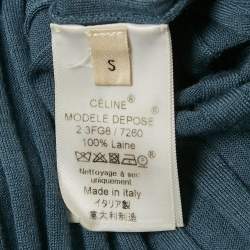 S
CÉLINE®
MODELE DEPOSE®
2 3FG8 / 7260
100% Laine
Nettoyage à sec
uniquement
Made in Italy
イタリア製
意大利制造